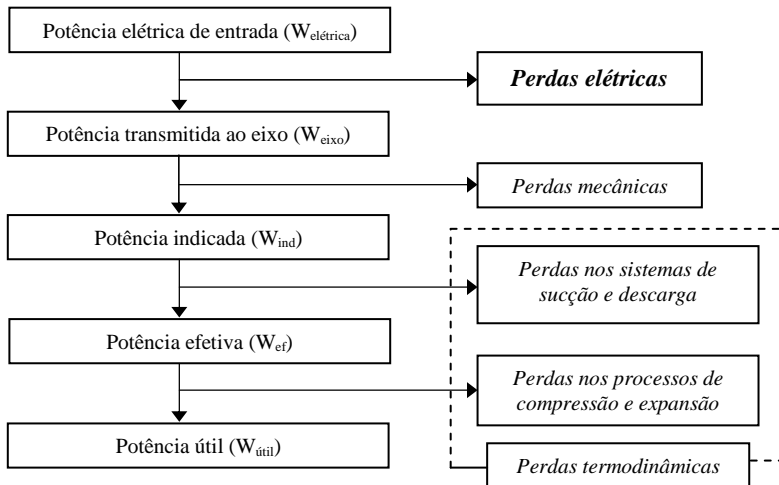 Potência elétrica de entrada (Welétrica)
Perdas elétricas
Potência transmitida ao eixo (Weixo)
Perdas mecânicas
Potência indicada (Wind)
Perdas nos sistemas de
sucção e descarga
Potência efetiva (Wef)
Perdas nos processos de
compressão e expansão
Potência útil (Wútil)
Perdas termodinâmicas